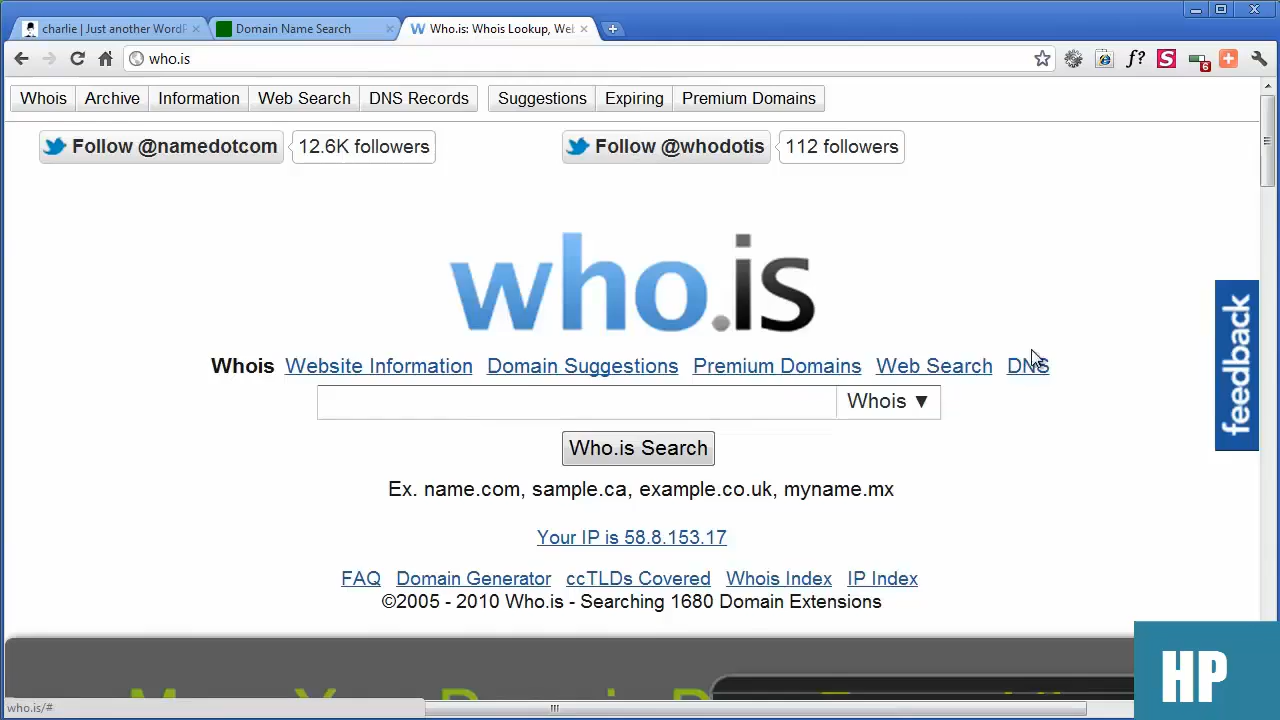 charlie | Just another WordP
Domain Name Search
W Who.is: Whois Lookup, Web
who.is
f?
S
6
Whois Archive Information Web Search DNS Records Suggestions Expiring Premium Domains
Follow @namedotcom 12.6K followers Follow @whodotis 112 followers
who.is
Whois Website Information Domain Suggestions Premium Domains Web Search DNS
Whois ▼
Who.is Search
Ex. name.com, sample.ca, example.co.uk, myname.mx
Your IP is 58.8.153.17
FAQ Domain Generator ccTLDs Covered Whois Index IP Index
©2005 - 2010 Who.is - Searching 1680 Domain Extensions
feedback
HP
who.is/#